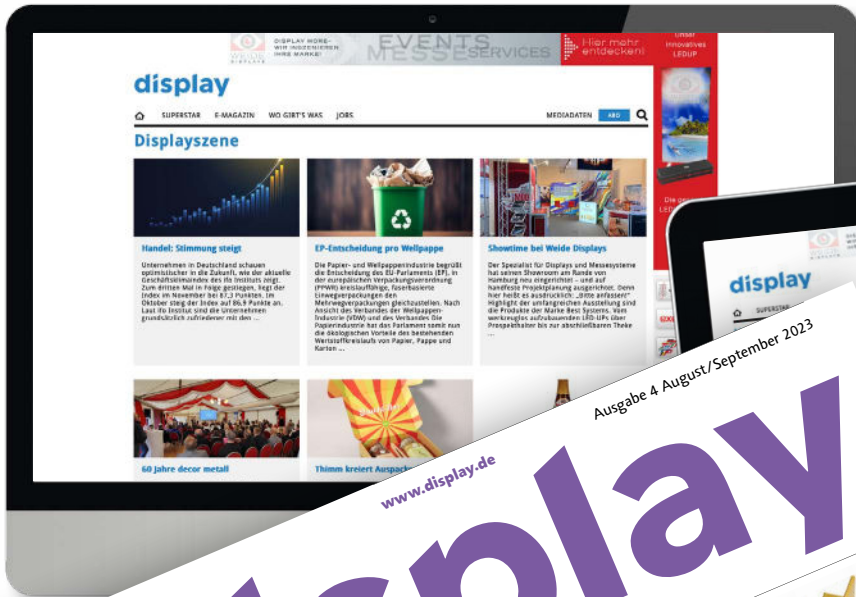 WEIDE
DISPLAYS
DISPLAY MORE-
WIR INSZENIEREN
IHRE MARKE!
EVENTS
MESSE SERVICES
Hier mehr
entdecken!
Unser
innovatives
LEDUP
display
SUPERSTAR E-MAGAZIN WO GIBT'S WAS JOBS MEDIADATEN ABO
Displayszene
Handel: Stimmung steigt
Unternehmen in Deutschland schauen
optimistischer in die Zukunft, wie der aktuelle
Geschäftsklimaindex des ifo Instituts zeigt.
Zum dritten Mal in Folge gestiegen, liegt der
Index im November bei 87,3 Punkten. Im
Oktober stieg der Index auf 86,9 Punkte an.
Laut ifo Institut sind die Unternehmen
grundsätzlich zufriedener mit den ...
EP-Entscheidung pro Wellpappe
Die Papier- und Wellpappenindustrie begrüßt
die Entscheidung des EU-Parlaments (EP), in
der europäischen Verpackungsverordnung
(PPWR) kreislauffähige, faserbasierte
Einwegverpackungen den
Mehrwegverpackungen gleichzustellen. Nach
Ansicht des Verbandes der Wellpappen-
Industrie (VDW) und des Verbandes Die
Papierindustrie hat das Parlament somit nun
die ökologischen Vorteile des bestehenden
Wertstoffkreislaufs von Papier, Pappe und
Karton ...
Showtime bei Weide Displays
Der Spezialist für Displays und Messesysteme
hat seinen Showroom am Rande von
Hamburg neu eingerichtet – und auf
handfeste Projektplanung ausgerichtet. Denn
hier heißt es ausdrücklich: „Bitte anfassen!“
Highlight der umfangreichen Ausstellung sind
die Produkte der Marke Best Systems. Vom
werkzeuglos aufzubauenden LED-UPs über
Prospekthalter bis zur abschließbaren Theke
...
60 Jahre decor metall
Thimm kreiert
display
SUPERSTAR
Ausgabe 4 August/September 2023
www.display.de
display